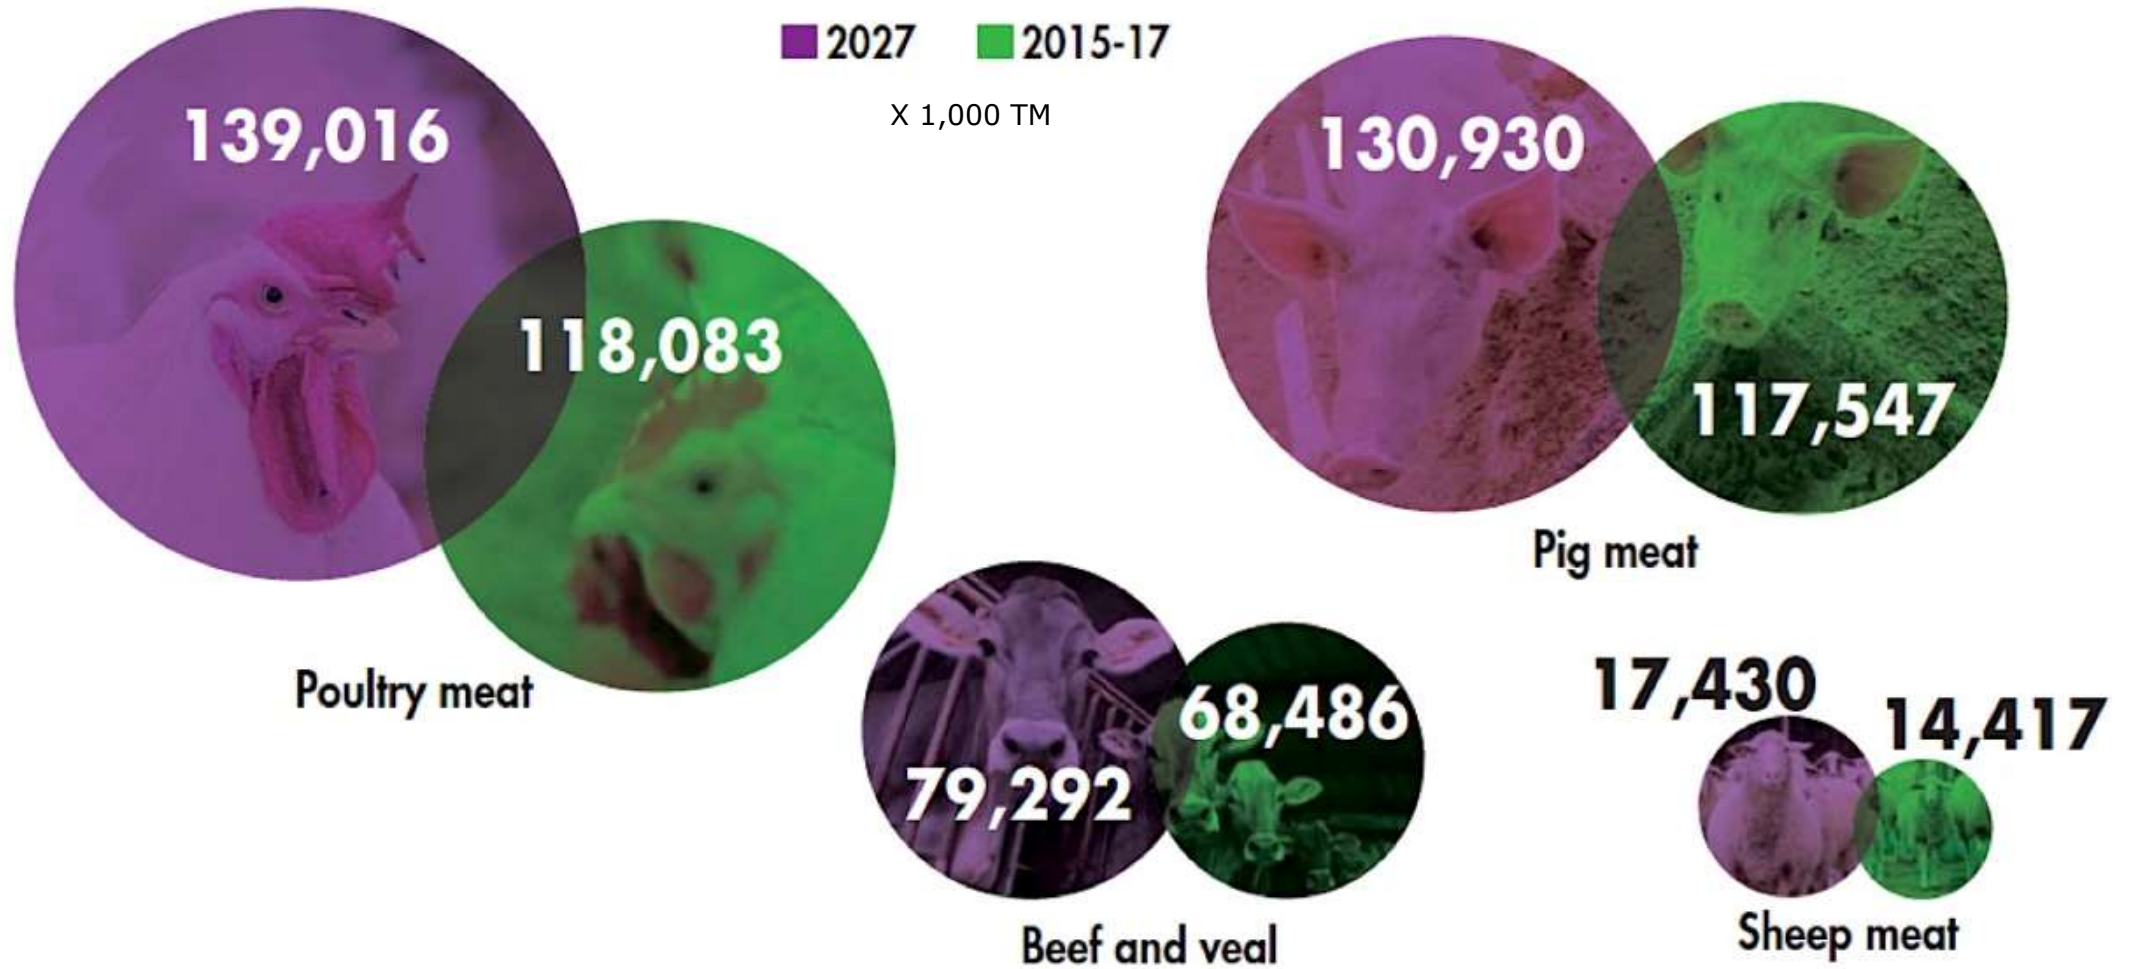 2027 2015-17
X 1,000 TM
139,016
118,083
Poultry meat
130,930
117,547
Pig meat
79,292
68,486
Beef and veal
17,430
14,417
Sheep meat